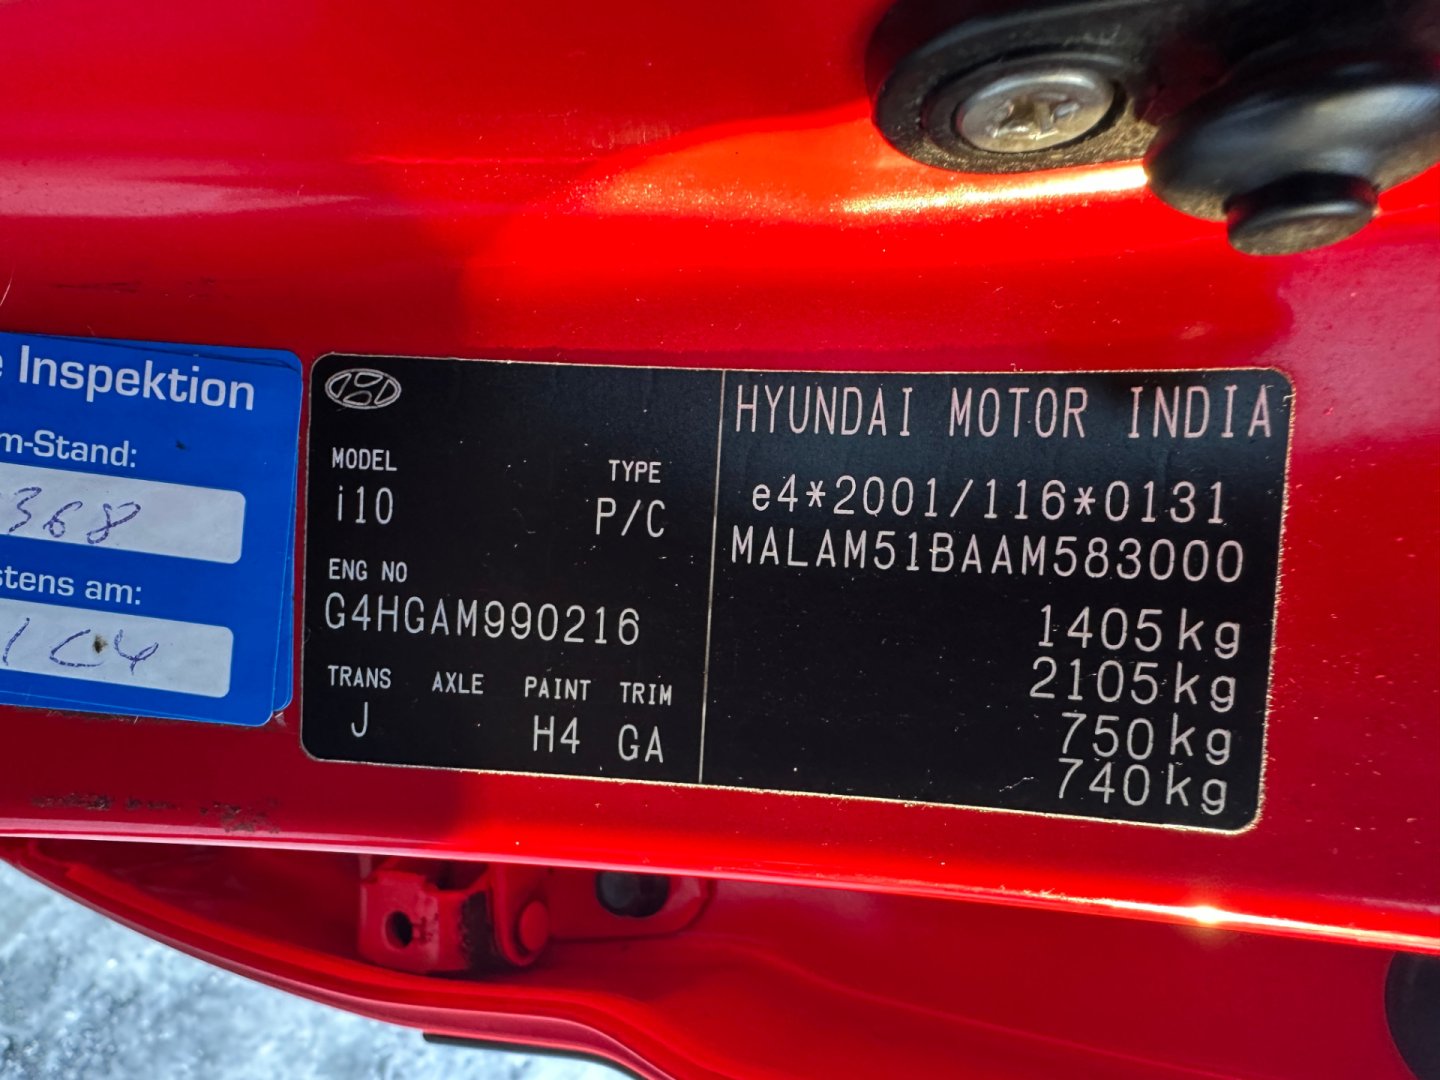 e Inspektion
m-Stand:
368
stens am:
HYUNDAI MOTOR INDIA
MODEL TYPE
i10 P/C
e4*2001/116*0131
MALAM51BAAM583000
ENG NO
G4HGAM990216
1405kg
2105kg
750kg
740kg
TRANS AXLE PAINT TRIM
J H4 GA